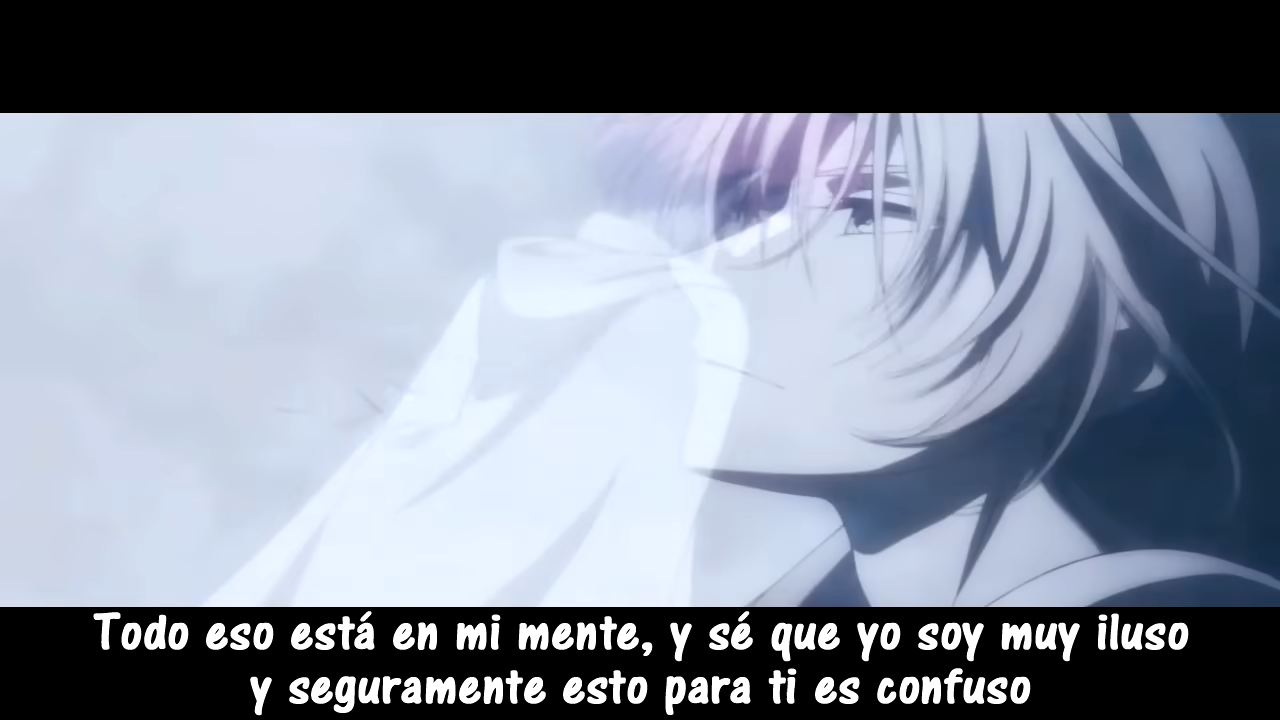 Todo eso está en mi mente, y sé que yo soy muy iluso
y seguramente esto para ti es confuso